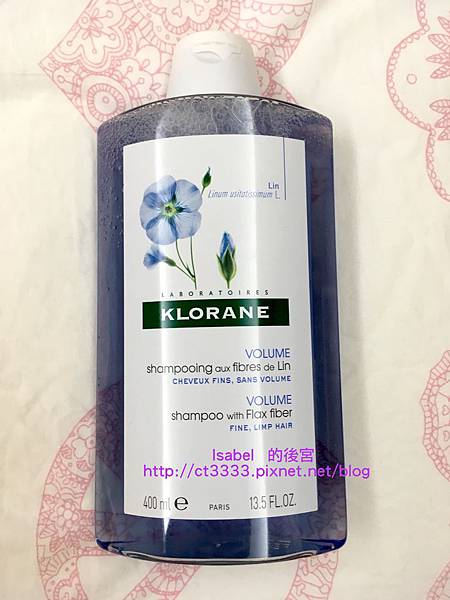 Lin
Linum usitatissimum L.
LABORATOIRES
KLORANE
VOLUME
shampooing aux fibres de Lin
CHEVEUX FINS, SANS VOLUME
VOLUME
shampoo with Flax fiber
FINE, LIMP HAIR
Isabel 的後宮
http://ct3333.pixnet.net/blog
400 ml e PARIS 13.5 FL.OZ.